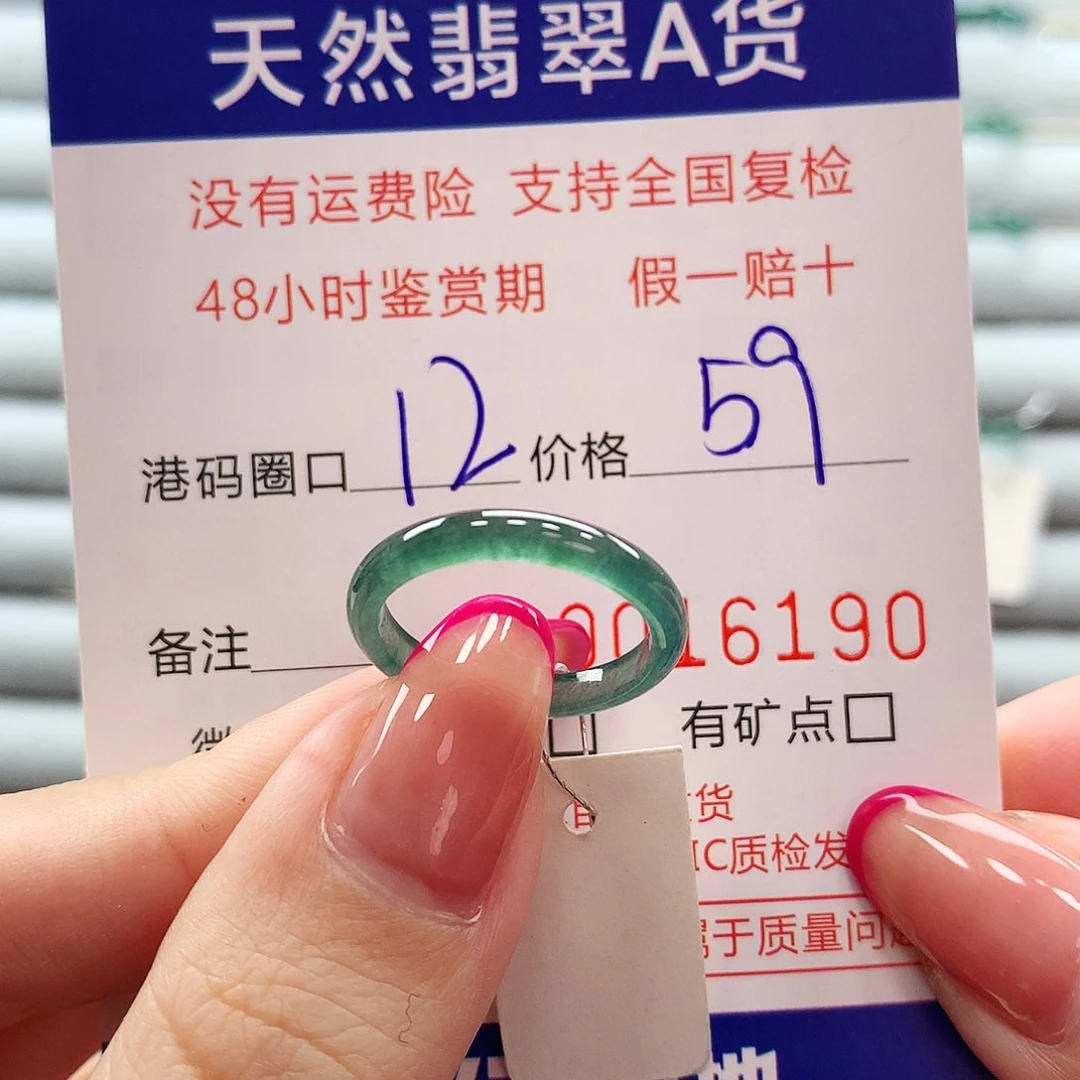 天然翡翠A货
没有运费险 支持全国复检
48小时鉴赏期 假一赔十
港码圈口 12 价格 59
备注 16190
有矿点□
货
IC质检发
于质量问